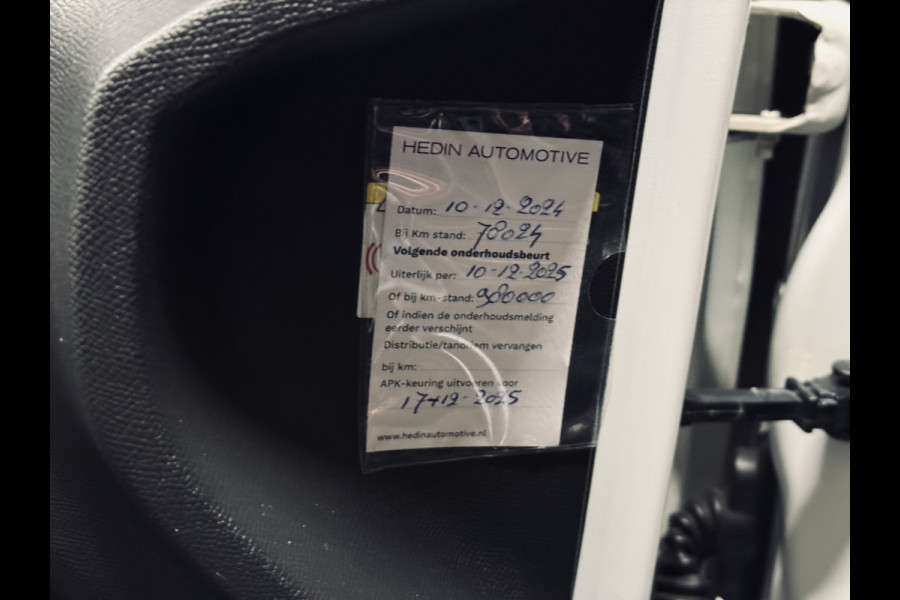 HEDIN AUTOMOTIVE
Datum: 10-12-2024
Bij Km stand: 78024
Volgende onderhoudsbeurt
Uiterlijk per: 10-12-2025
Of bij km-stand:
Of indien de onderhoudsmelding
eerder verschijnt
Distributie/tandriem vervangen
bij km:
APK-keuring uitvoeren voor
17-12-2025
www.hedinautomotive.nl